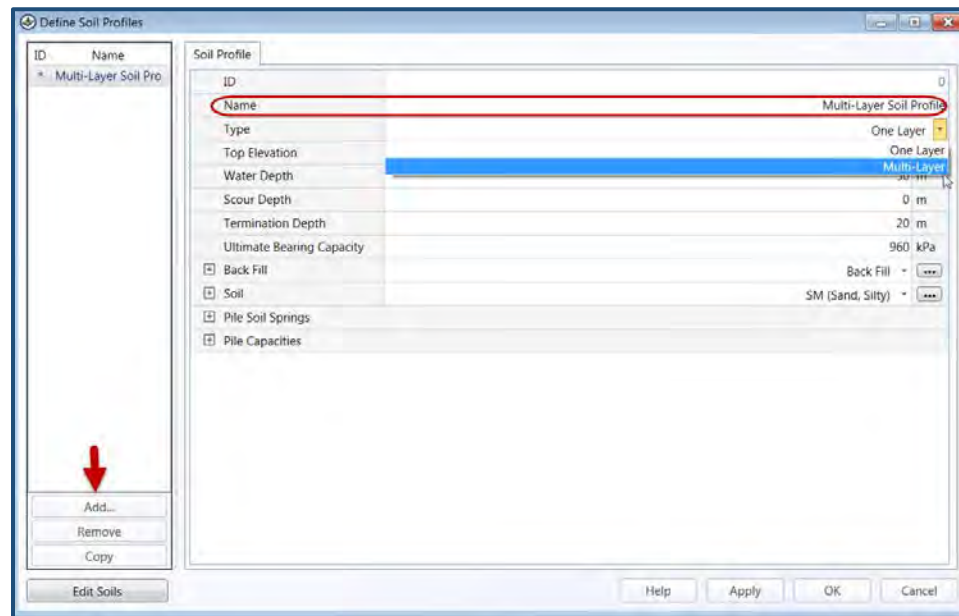 Define Soil Profiles
ID Name
* Multi-Layer Soil Pro
Soil Profile
ID 0
Name Multi-Layer Soil Profile
Type One Layer
Top Elevation One Layer
Multi-Layer
Water Depth m
Scour Depth 0 m
Termination Depth 20 m
Ultimate Bearing Capacity 960 kPa
Back Fill Back Fill ...
Soil SM (Sand, Silty) ...
Pile Soil Springs
Pile Capacities
Add...
Remove
Copy
Edit Soils
Help Apply OK Cancel